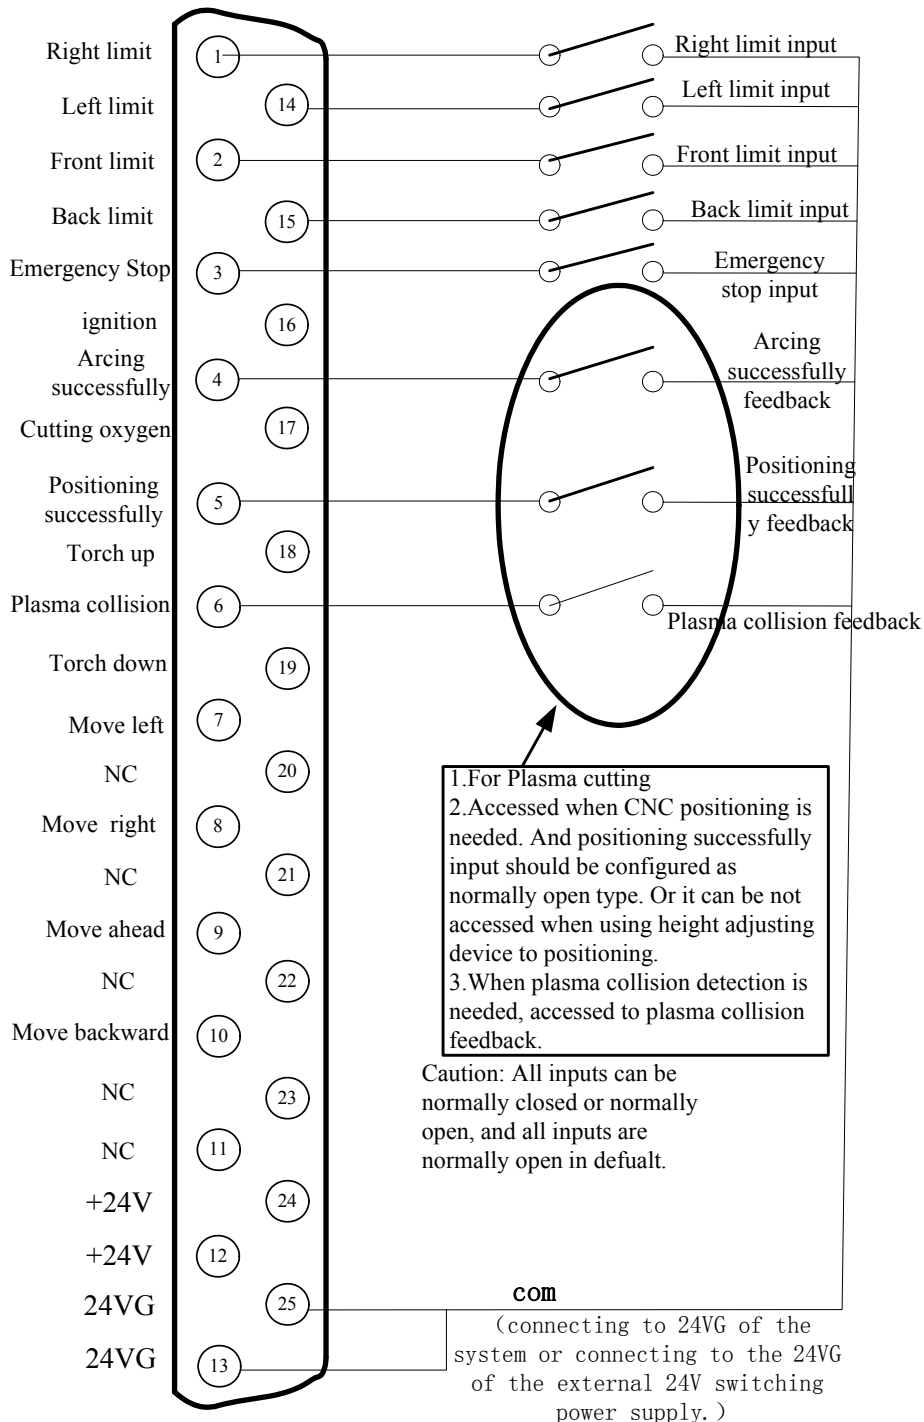 Right limit 1 Right limit input
Left limit 14 Left limit input
Front limit 2 Front limit input
Back limit 15 Back limit input
Emergency Stop 3 Emergency
stop input
ignition 16
Arcing
successfully 4 Arcing
successfully
feedback
Cutting oxygen 17
Positioning
successfully 5 Positioning
successfull
y feedback
Torch up 18
Plasma collision 6 Plasma collision feedback
Torch down 19
Move left 7
NC 20
Move right 8
NC 21
Move ahead 9
NC 22
Move backward 10
NC 23
NC 11
+24V 24
+24V 12
24VG 25
24VG 13
1.For Plasma cutting
2.Accessed when CNC positioning is
needed. And positioning successfully
input should be configured as
normally open type. Or it can be not
accessed when using height adjusting
device to positioning.
3.When plasma collision detection is
needed, accessed to plasma collision
feedback.
Caution: All inputs can be
normally closed or normally
open, and all inputs are
normally open in defualt.
com
（connecting to 24VG of the
system or connecting to the 24VG
of the external 24V switching
power supply.）